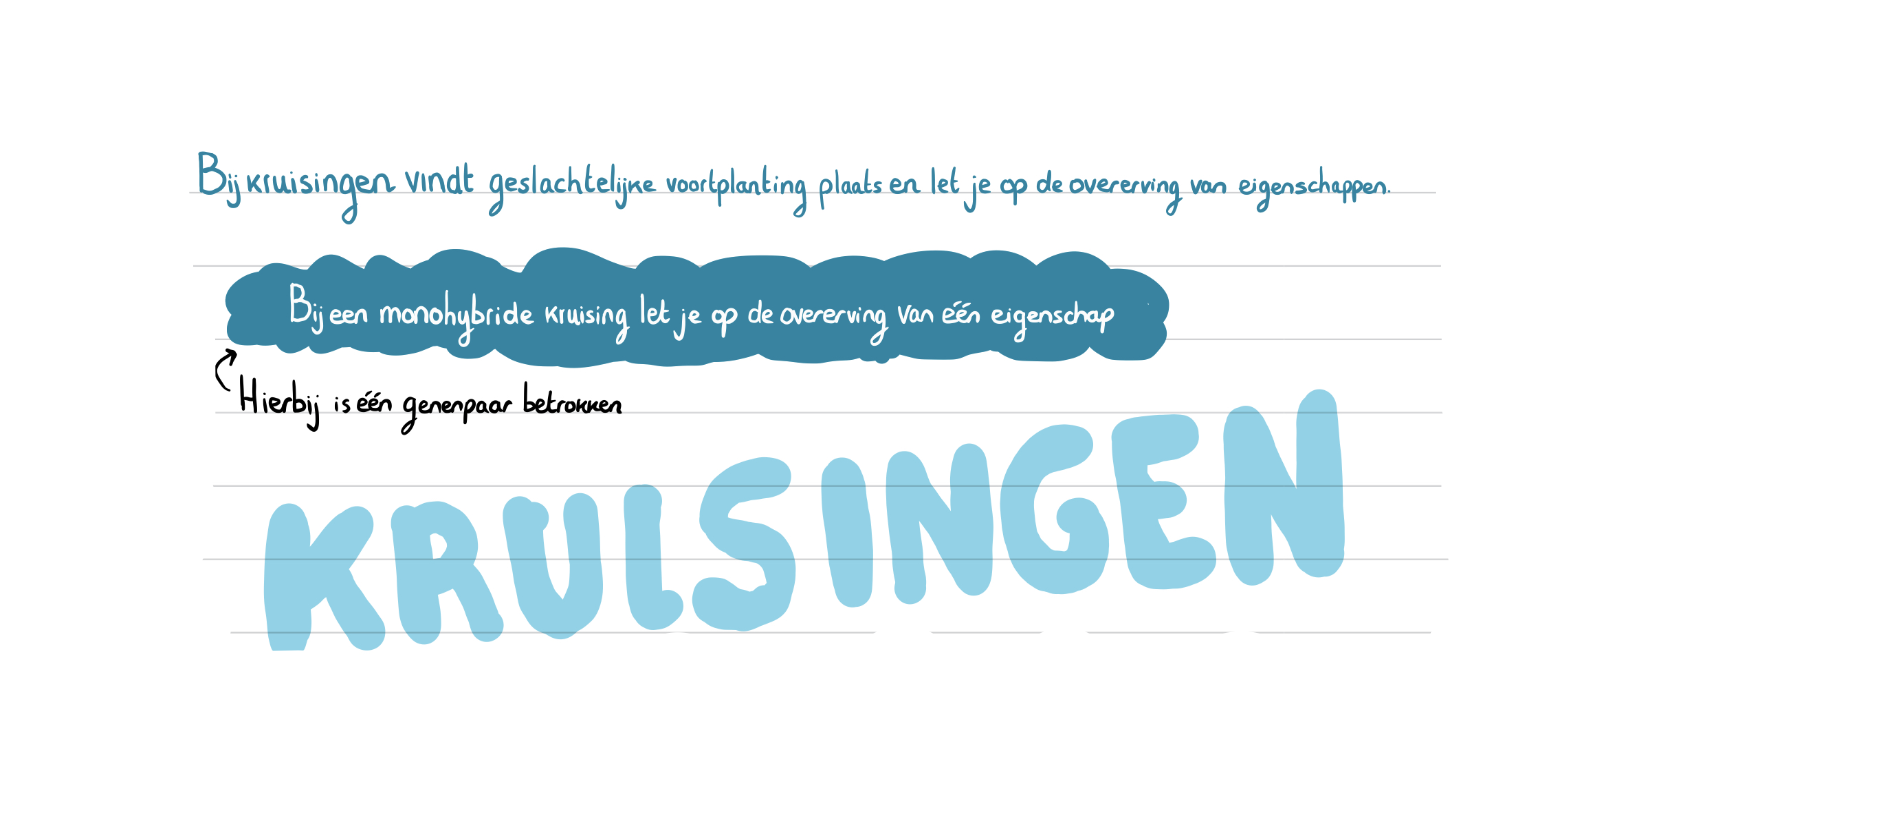 Bij kruisingen vindt geslachtelijke voortplanting plaats en let je op de overerving van eigenschappen.
Bij een monohybride kruising let je op de overerving van één eigenschap
Hierbij is één genenpaar betrokken
KRUISINGEN